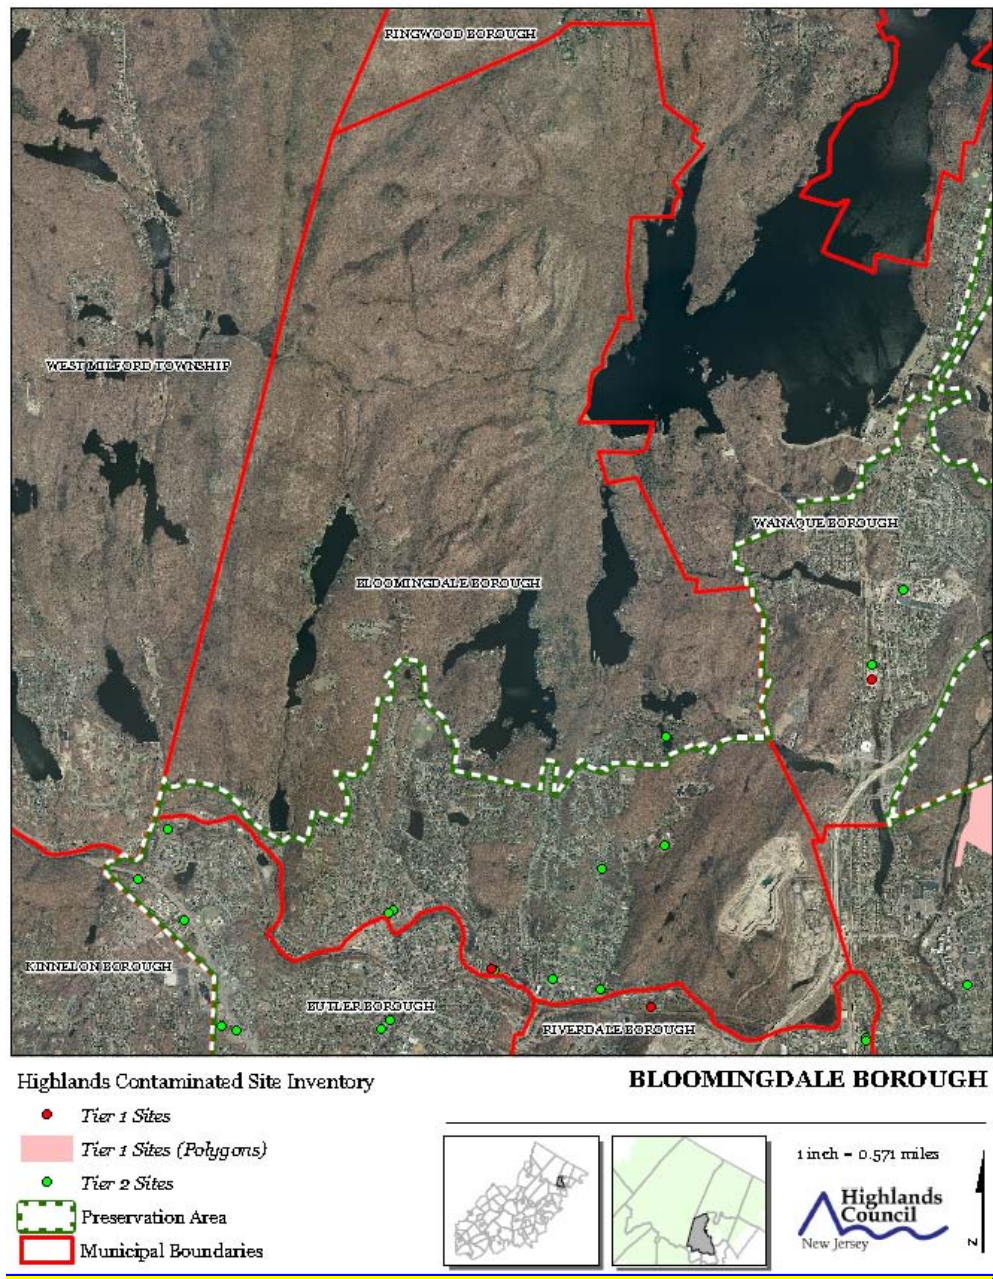 RINGWOOD BOROUGH
WEST MILFORD TOWNSHIP
WANAQUE BOROUGH
BLOOMINGDALE BOROUGH
KINNELON BOROUGH
BUTLER BOROUGH
RIVERDALE BOROUGH
Highlands Contaminated Site Inventory
BLOOMINGDALE BOROUGH
Tier 1 Sites
Tier 1 Sites (Polygons)
Tier 2 Sites
Preservation Area
Municipal Boundaries
1 inch = 0.571 miles
Highlands
Council
New Jersey
N